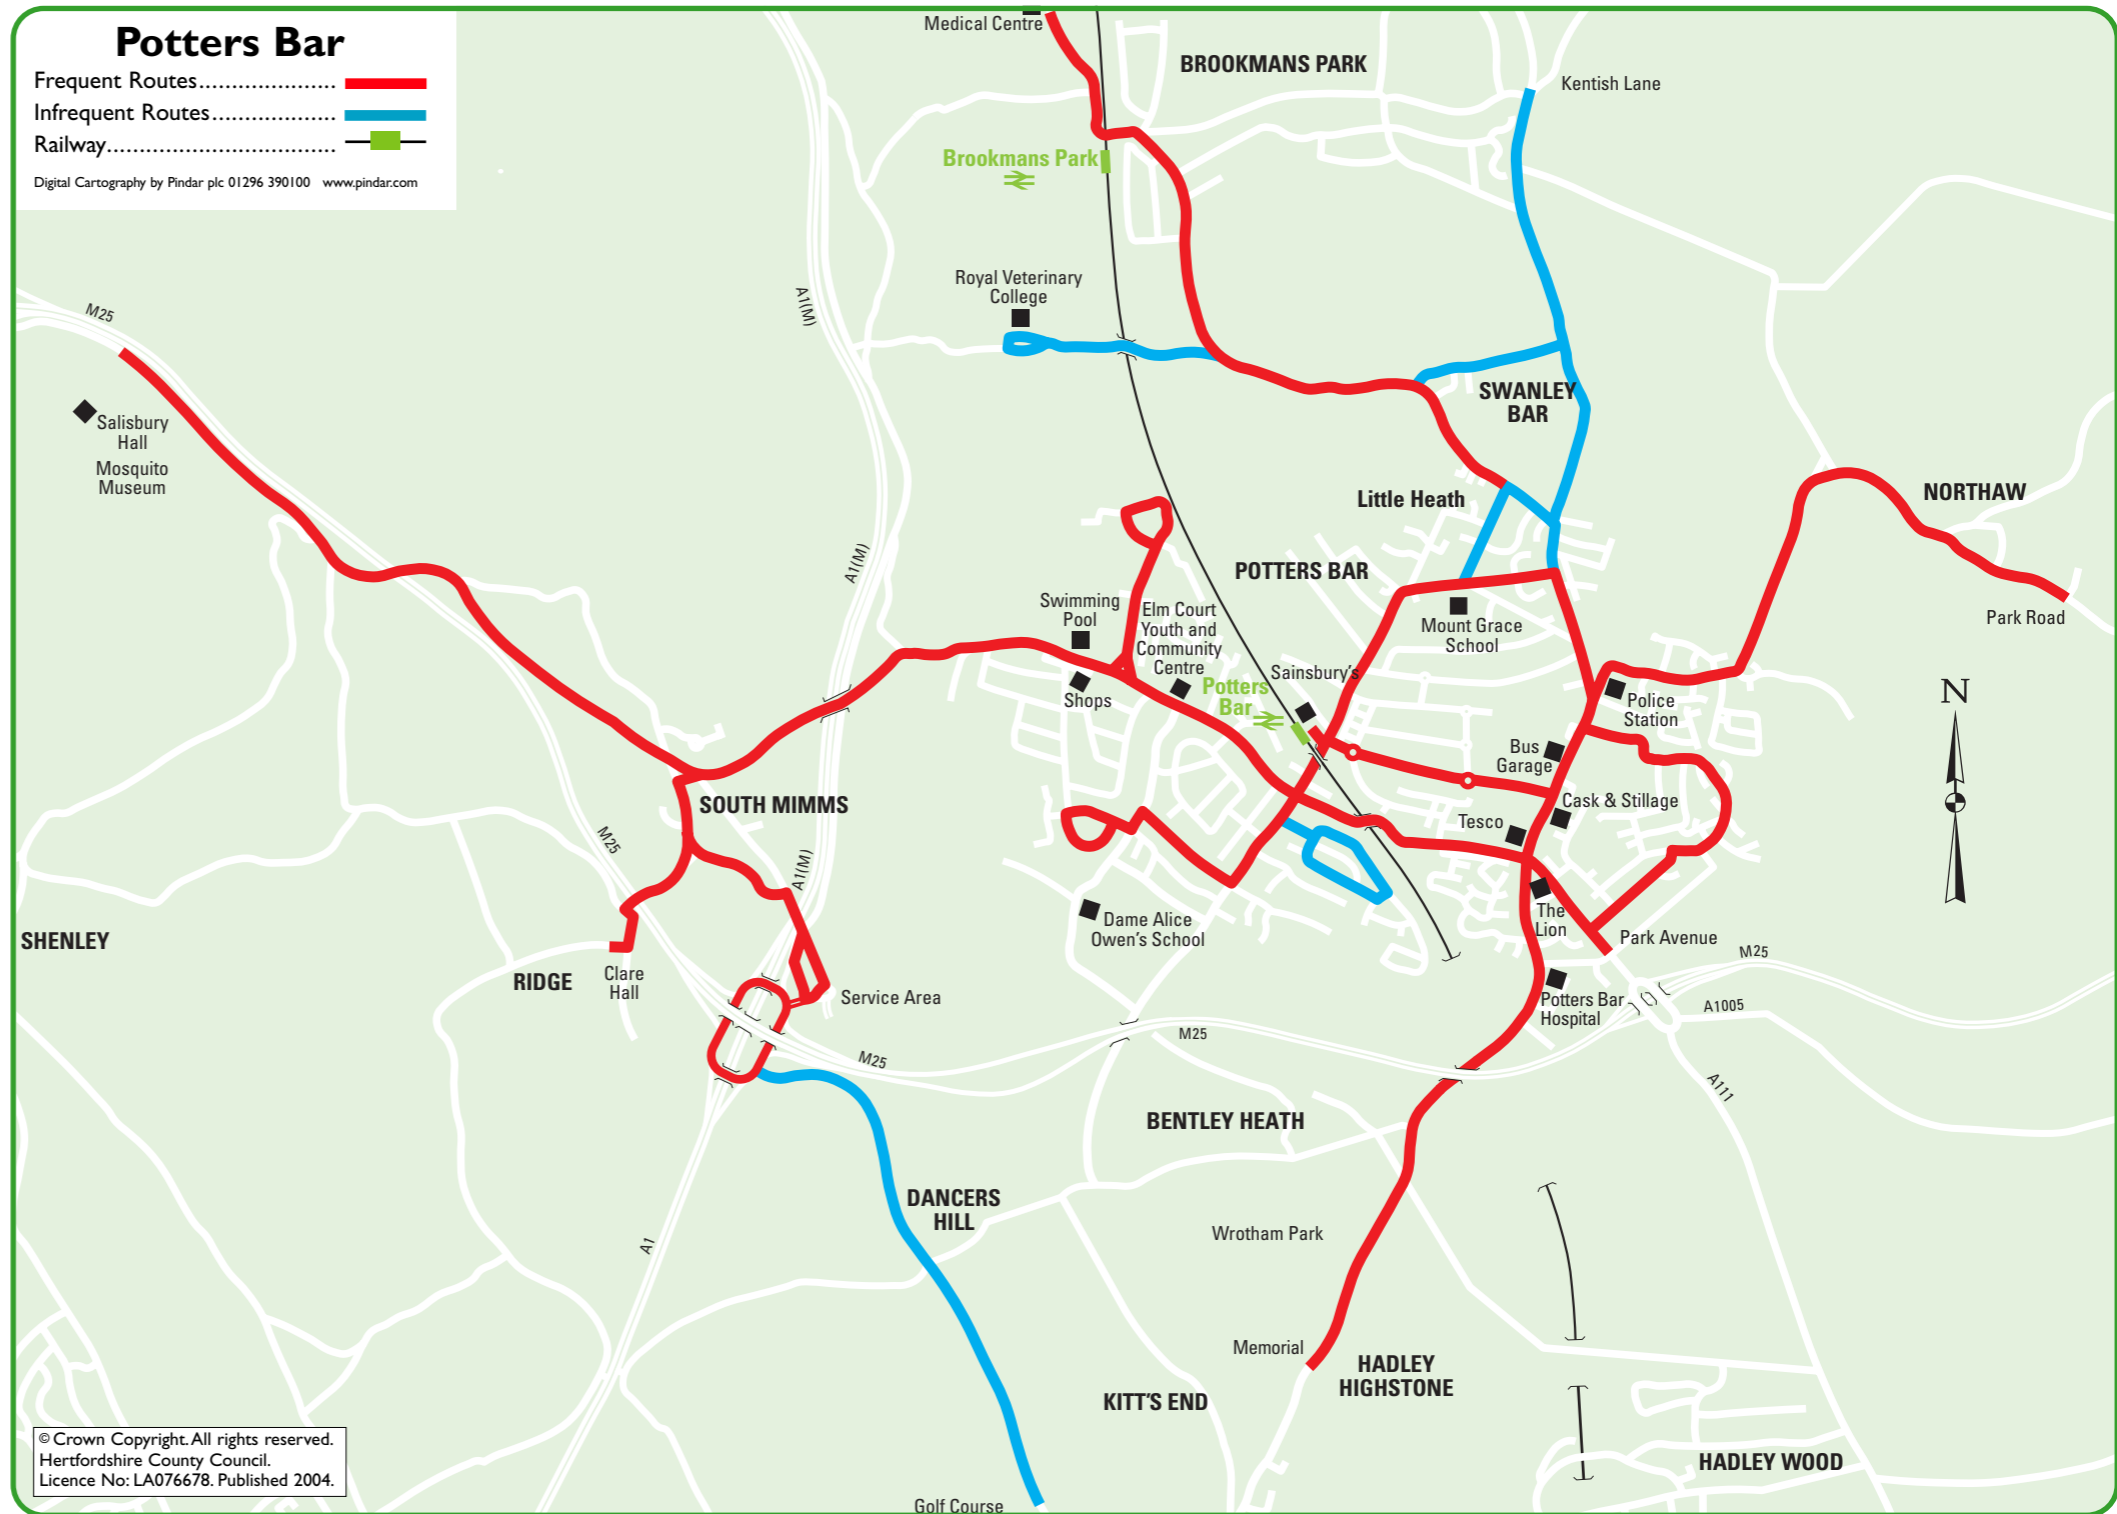 Potters Bar
Frequent Routes.....................
Infrequent Routes...................
Railway...................................
Digital Cartography by Pindar plc 01296 390100 www.pindar.com
Medical Centre
BROOKMANS PARK
Kentish Lane
Brookmans Park
Royal Veterinary
College
A1(M)
M25
Salisbury
Hall
Mosquito
Museum
SWANLEY
BAR
Little Heath
NORTHAW
A1(M)
POTTERS BAR
Swimming
Pool
Elm Court
Youth and
Community
Centre
Mount Grace
School
Park Road
Sainsbury's
Potters
Bar
Shops
Police
Station
N
Bus
Garage
SOUTH MIMMS
Cask & Stillage
Tesco
M25
A1(M)
The
Lion
Dame Alice
Owen's School
Park Avenue
M25
SHENLEY
RIDGE
Clare
Hall
Service Area
Potters Bar
Hospital
A1005
M25
M25
A111
BENTLEY HEATH
DANCERS
HILL
Wrotham Park
A1
Memorial
HADLEY
HIGHSTONE
KITT'S END
HADLEY WOOD
Golf Course
© Crown Copyright. All rights reserved.
Hertfordshire County Council.
Licence No: LA076678. Published 2004.